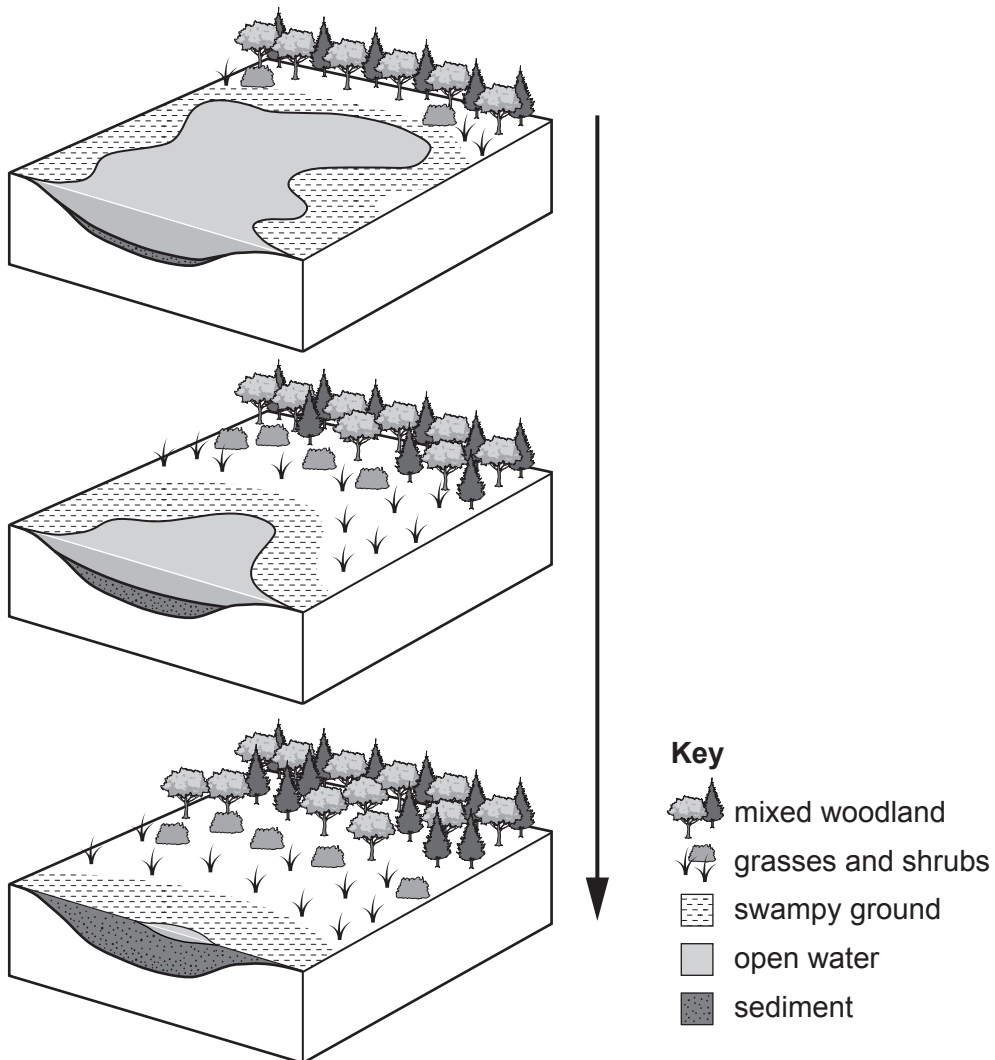 Key
mixed woodland
grasses and shrubs
swampy ground
open water
sediment